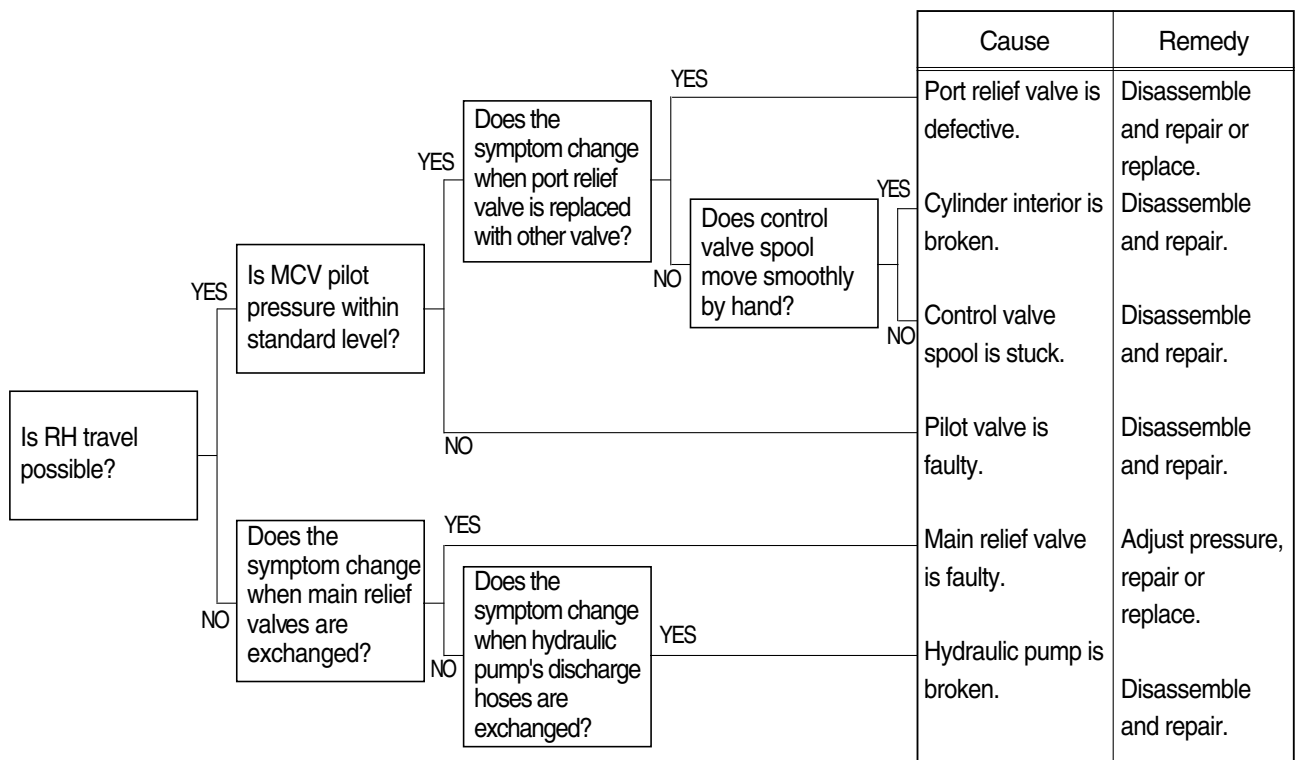 Cause
Remedy
YES
Port relief valve is
defective.
Disassemble
and repair or
replace.
Does the
symptom change
when port relief
valve is replaced
with other valve?
YES
NO
Does control
valve spool
move smoothly
by hand?
YES
Cylinder interior is
broken.
Disassemble
and repair.
NO
Control valve
spool is stuck.
Disassemble
and repair.
Is MCV pilot
pressure within
standard level?
YES
NO
Pilot valve is
faulty.
Disassemble
and repair.
Is RH travel
possible?
NO
Does the
symptom change
when main relief
valves are
exchanged?
YES
Main relief valve
is faulty.
Adjust pressure,
repair or
replace.
NO
Does the
symptom change
when hydraulic
pump's discharge
hoses are
exchanged?
YES
Hydraulic pump is
broken.
Disassemble
and repair.